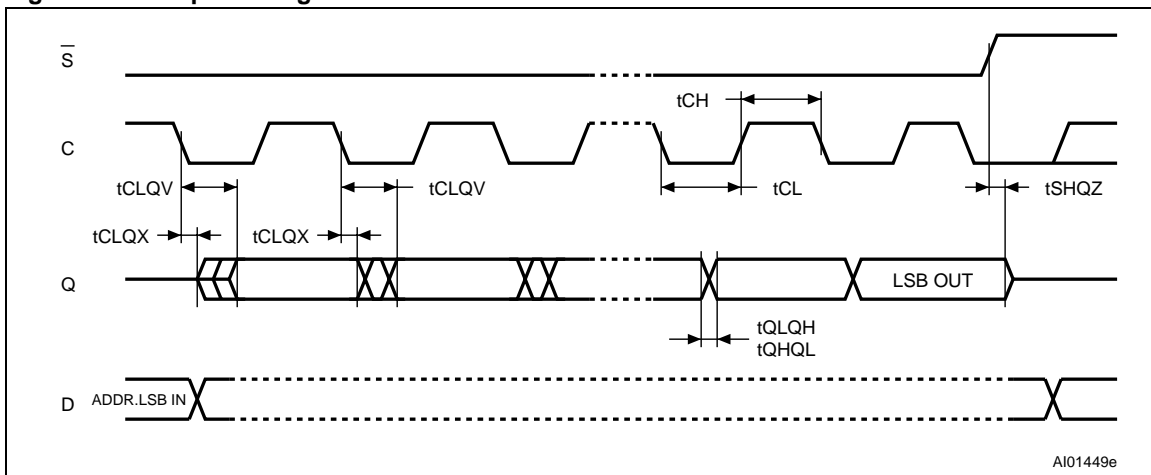 S
tCH
C
tCLQV
tCLQV
tCL
tSHQZ
tCLQX
tCLQX
Q
LSB OUT
tQLQH
tQHQL
D
ADDR.LSB IN
AI01449e